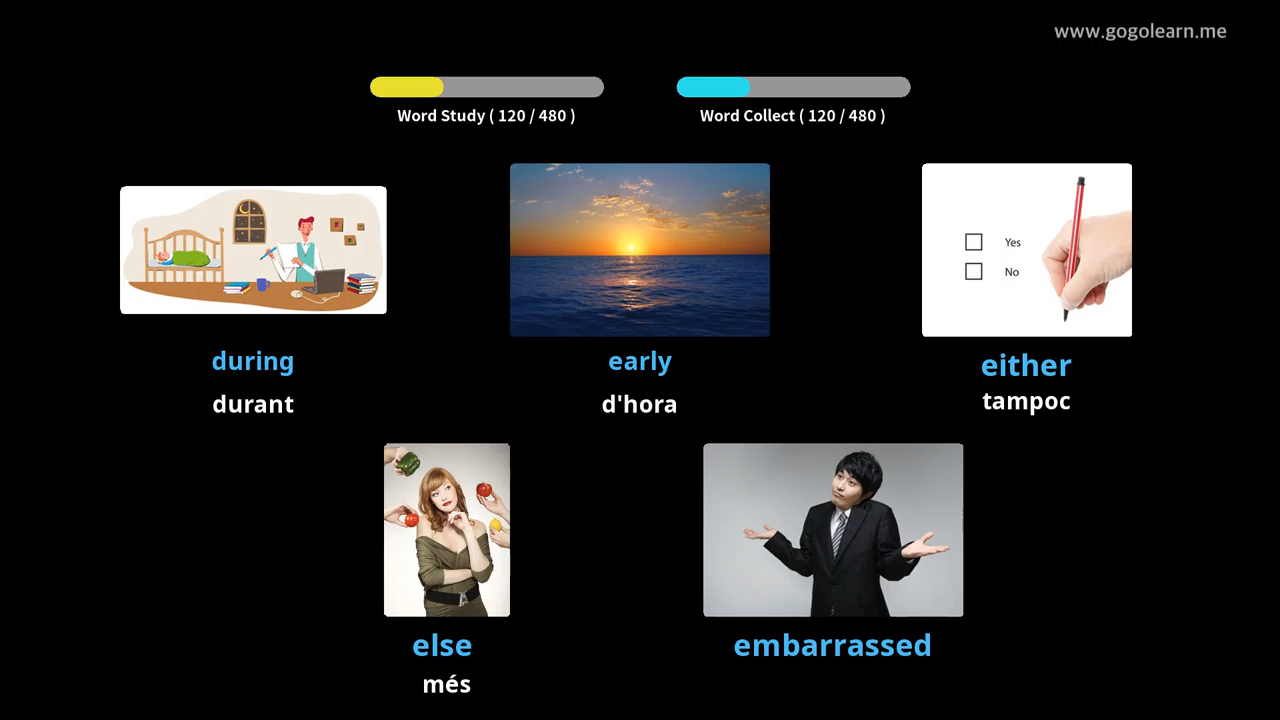 www.gogolearn.me
Word Study ( 120 / 480 )
Word Collect ( 120 / 480 )
Yes
No
during
early
either
durant
d'hora
tampoc
else
embarrassed
més